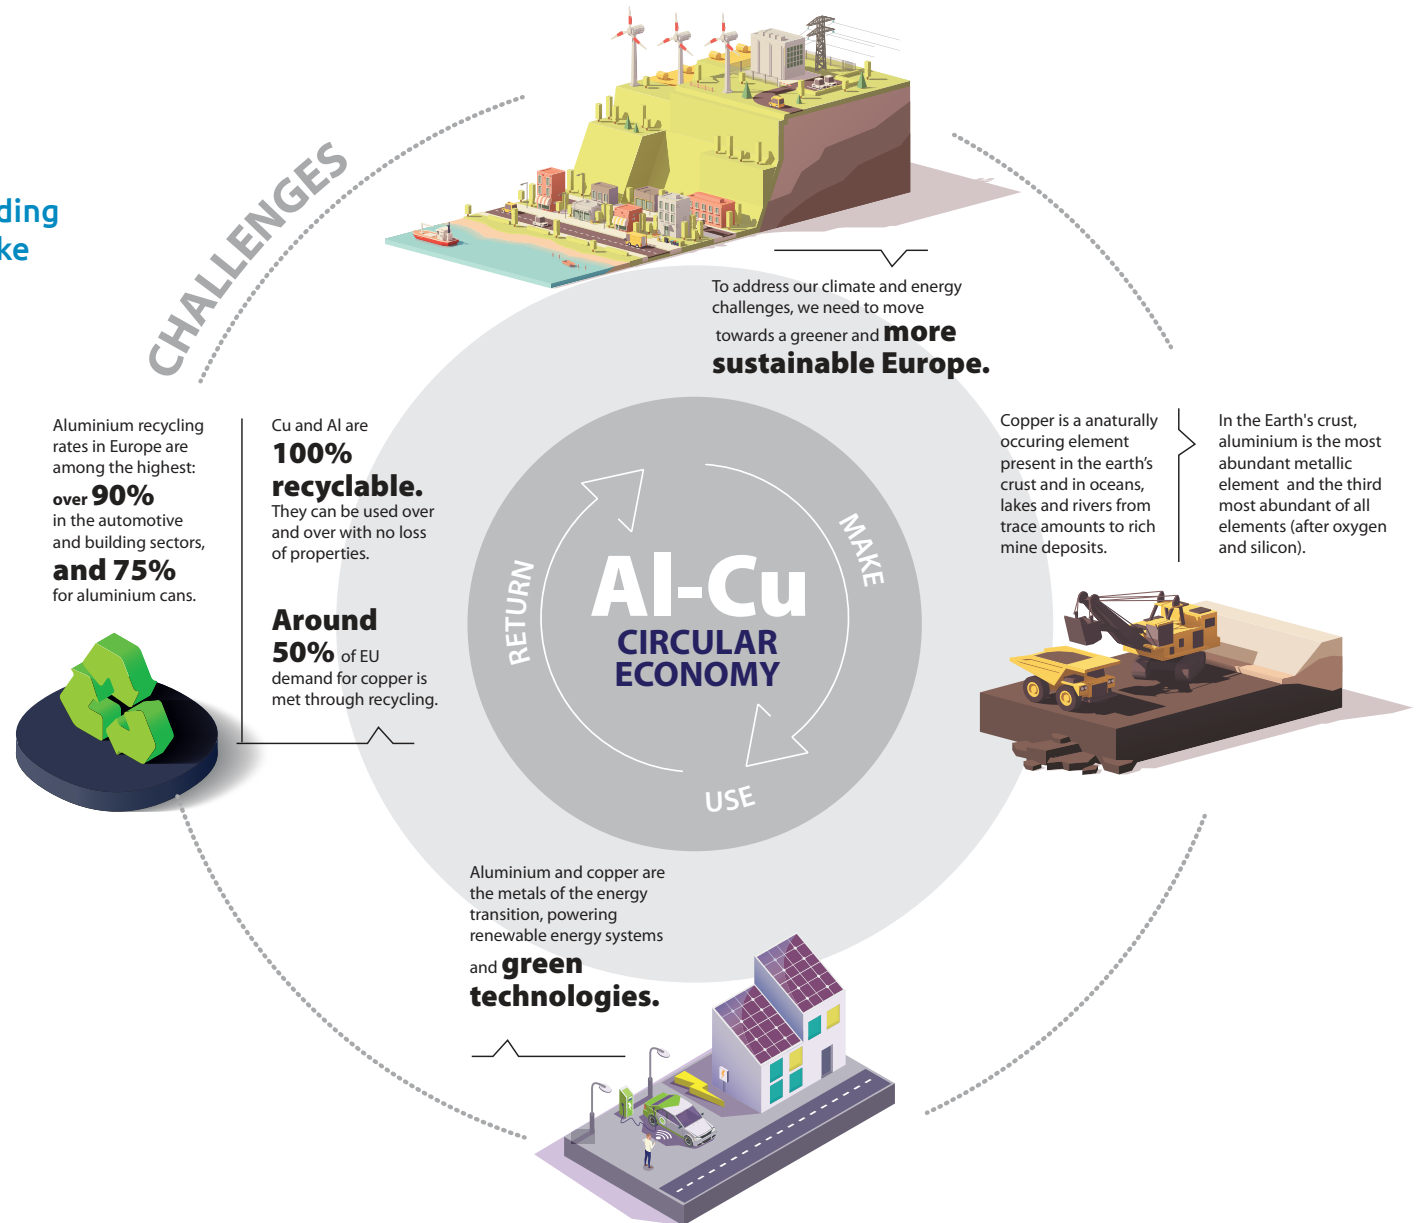 ding
ke
CHALLENGES
To address our climate and energy
challenges, we need to move
towards a greener and more
sustainable Europe.
Aluminium recycling
rates in Europe are
among the highest:
over 90%
in the automotive
and building sectors,
and 75%
for aluminium cans.
Cu and Al are
100%
recyclable.
They can be used over
and over with no loss
of properties.
Around
50% of EU
demand for copper is
met through recycling.
Copper is a anaturally
occuring element
present in the earth's
crust and in oceans,
lakes and rivers from
trace amounts to rich
mine deposits.
In the Earth's crust,
aluminium is the most
abundant metallic
element and the third
most abundant of all
elements (after oxygen
and silicon).
RETURN
MAKE
USE
Al-Cu
CIRCULAR
ECONOMY
Aluminium and copper are
the metals of the energy
transition, powering
renewable energy systems
and green
technologies.